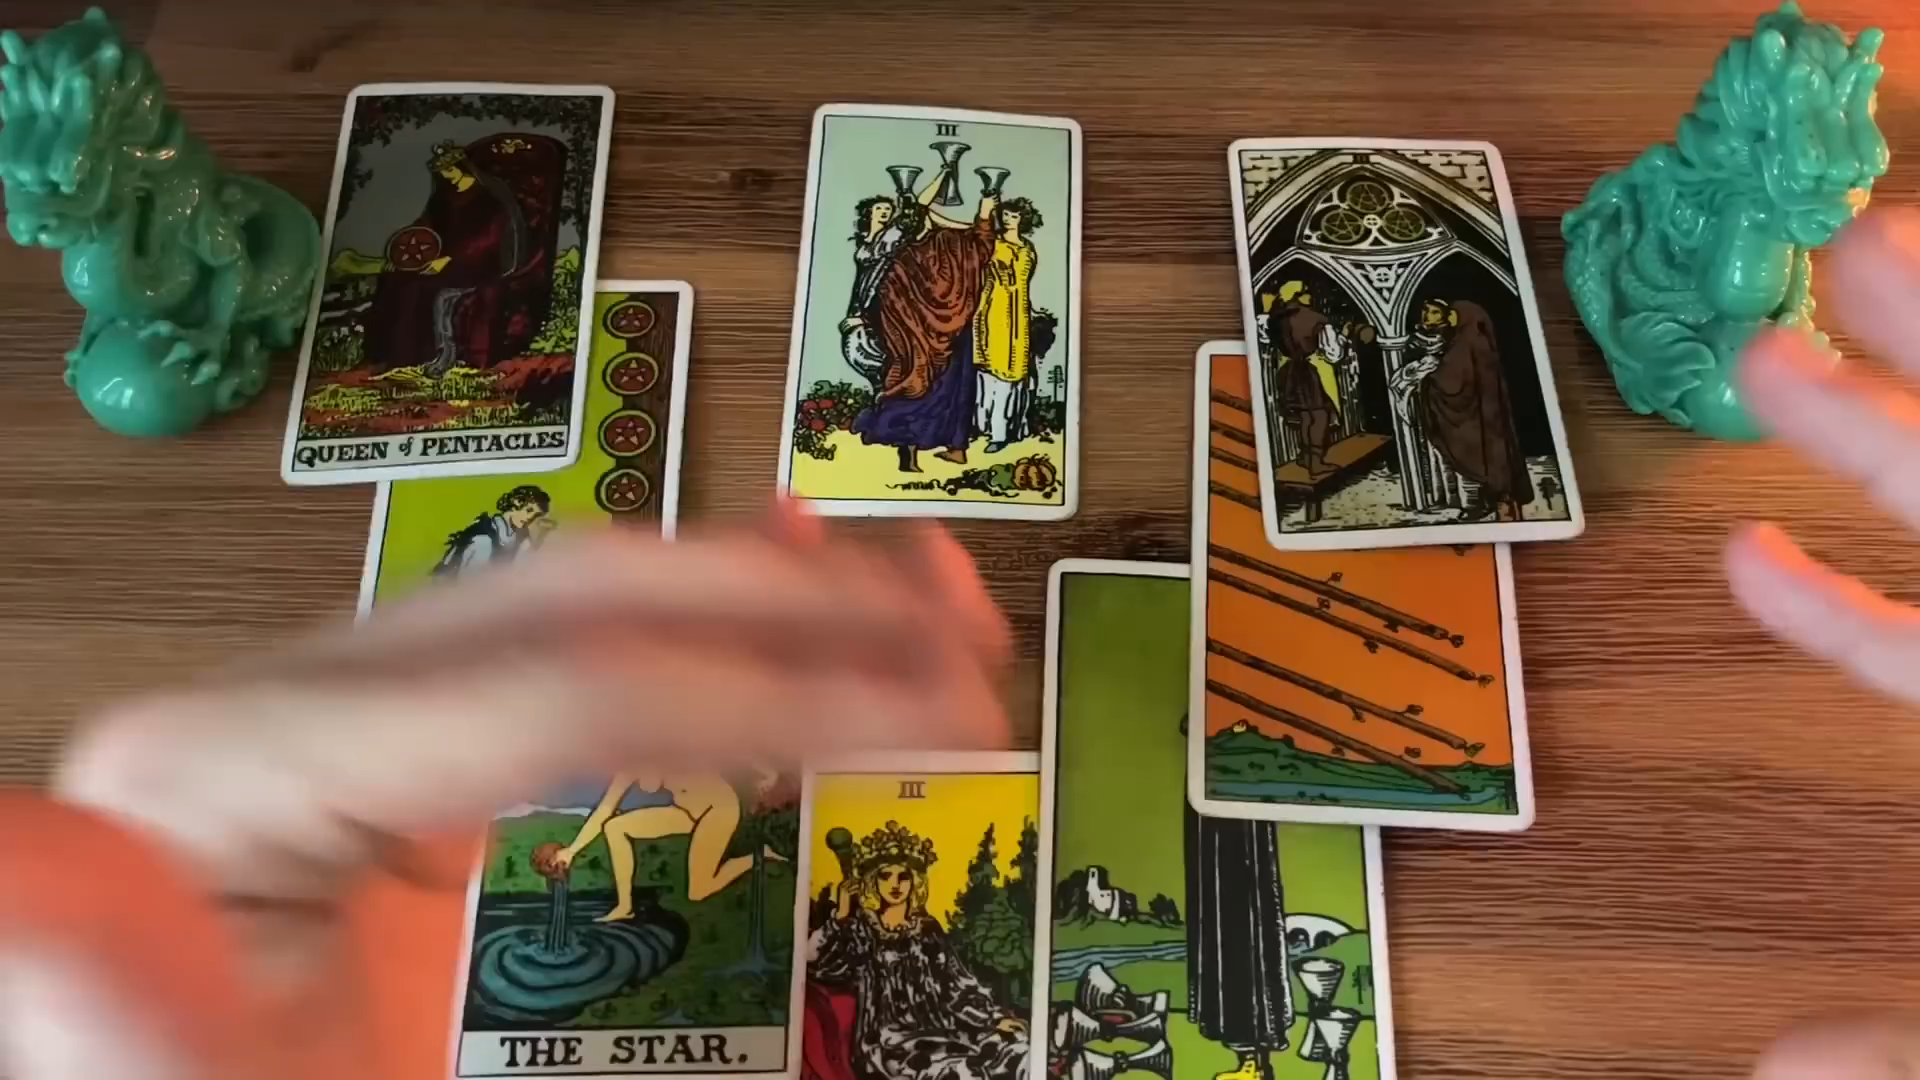 QUEEN of PENTACLES
III
III
THE STAR.